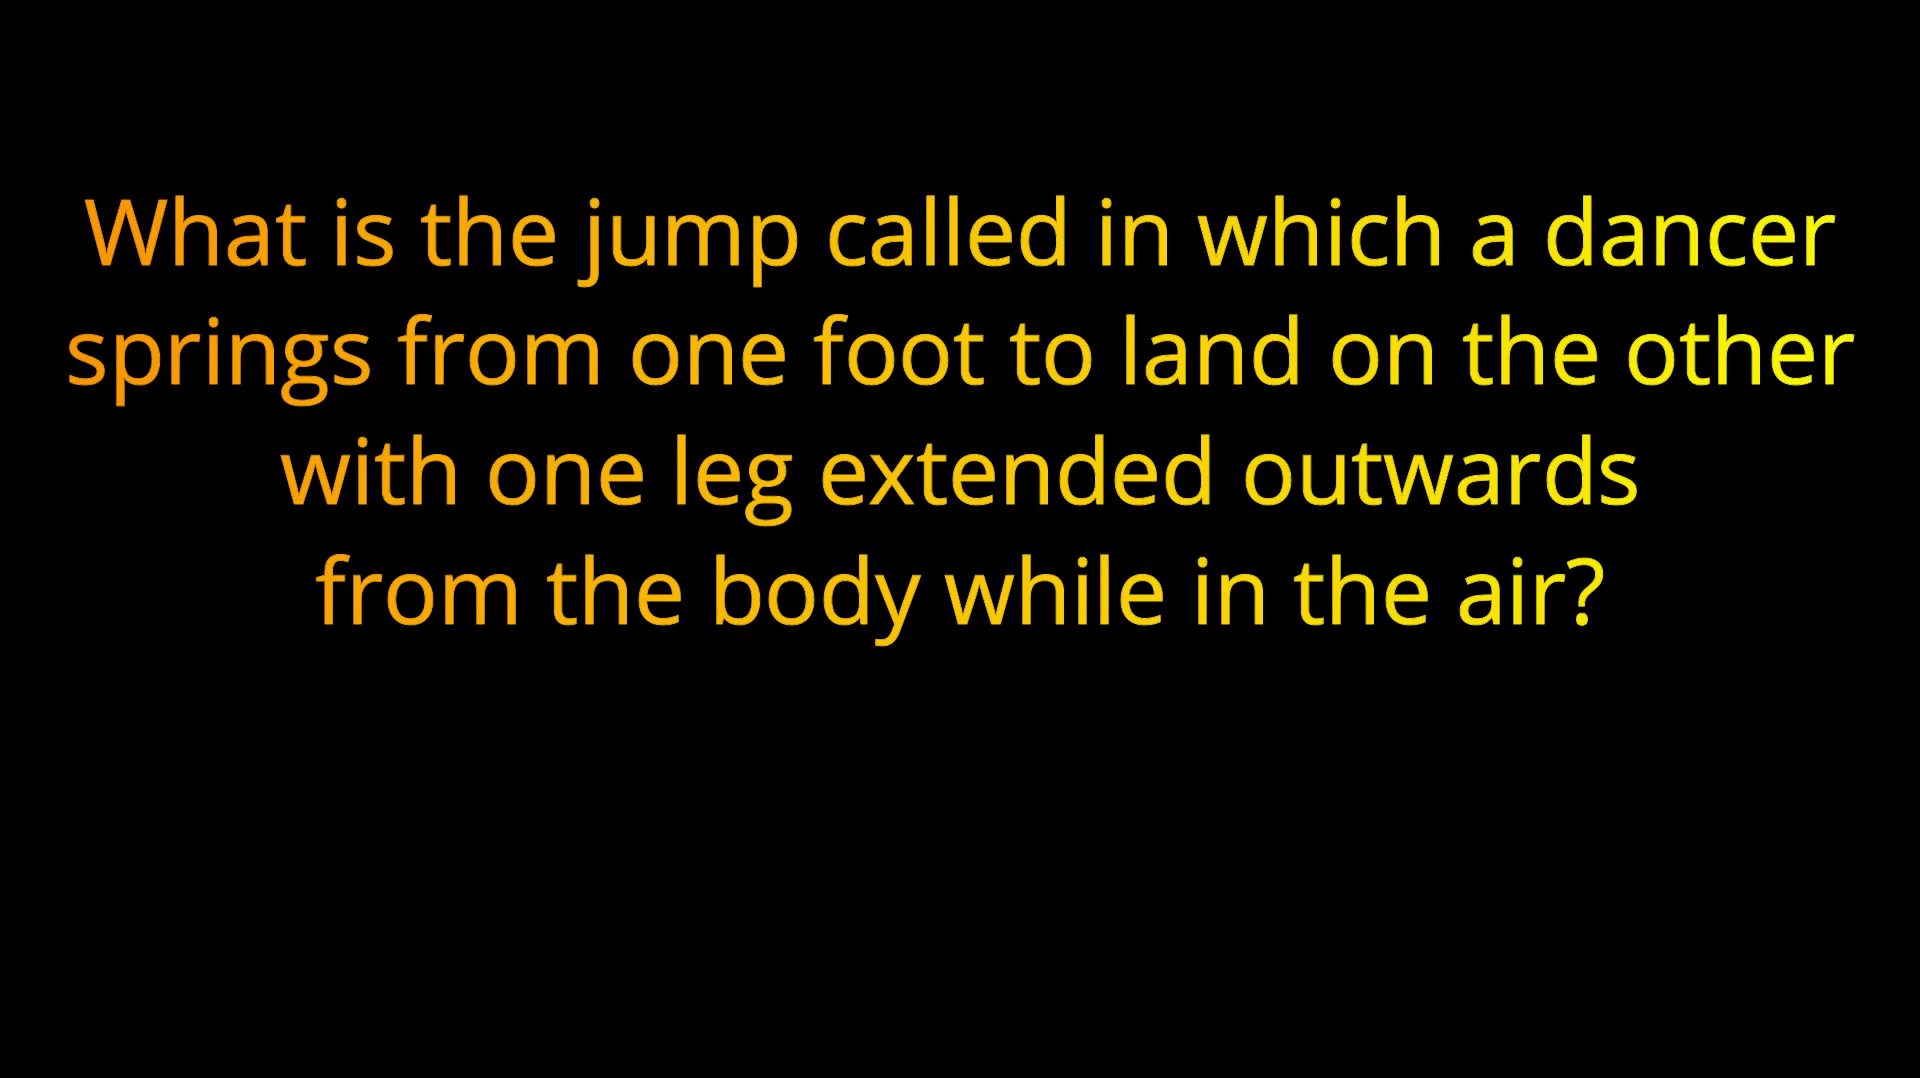 What is the jump called in which a dancer
springs from one foot to land on the other
with one leg extended outwards
from the body while in the air?